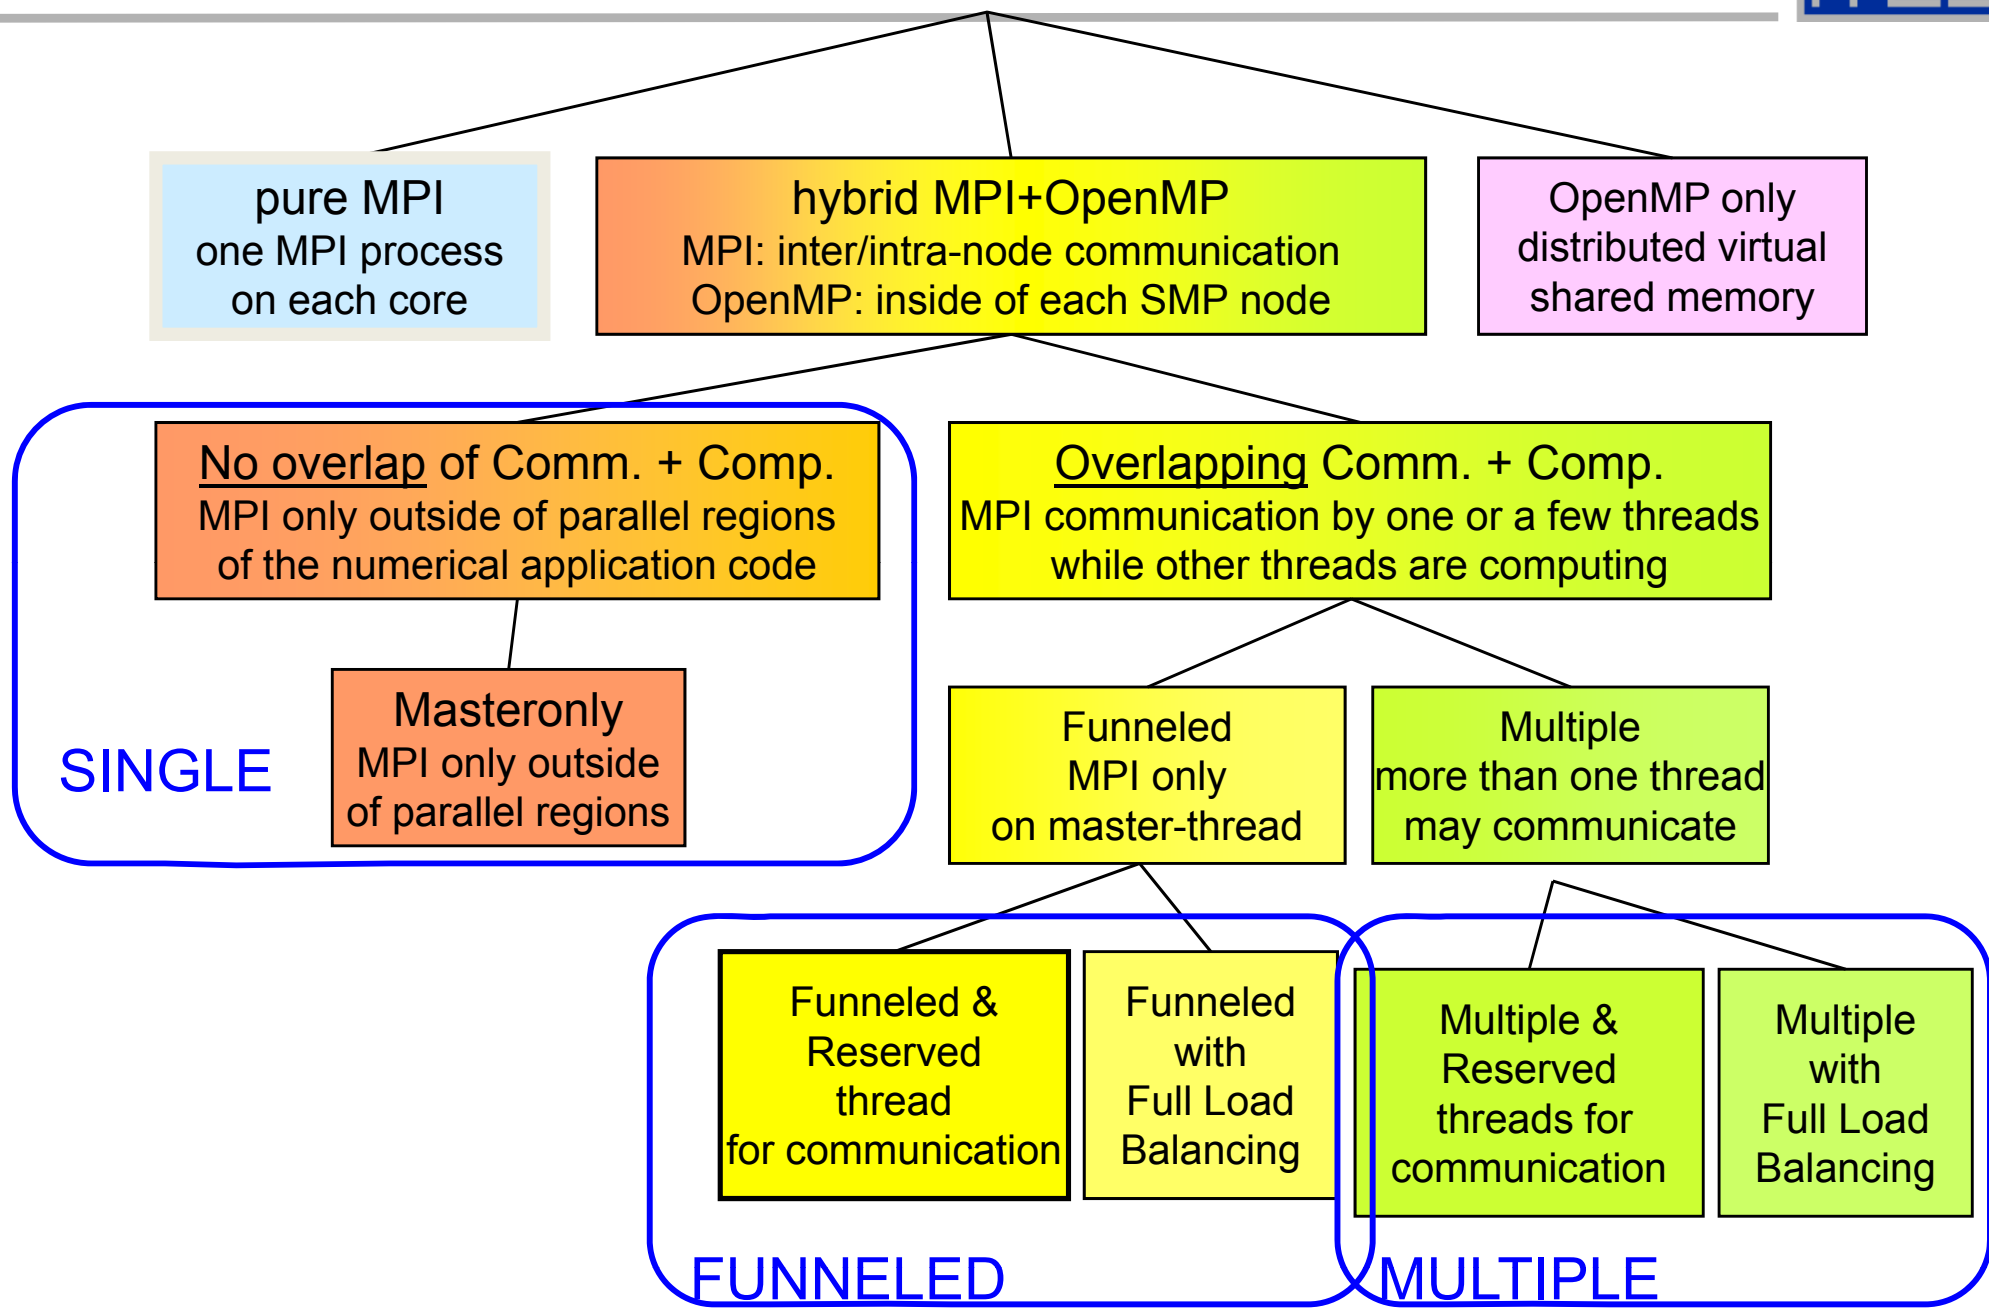 pure MPI
one MPI process
on each core
hybrid MPI+OpenMP
MPI: inter/intra-node communication
OpenMP: inside of each SMP node
OpenMP only
distributed virtual
shared memory
No overlap of Comm. + Comp.
MPI only outside of parallel regions
of the numerical application code
Overlapping Comm. + Comp.
MPI communication by one or a few threads
while other threads are computing
SINGLE
Masteronly
MPI only outside
of parallel regions
Funneled
MPI only
on master-thread
Multiple
more than one thread
may communicate
Funneled &
Reserved
thread
for communication
Funneled
with
Full Load
Balancing
Multiple &
Reserved
threads for
communication
Multiple
with
Full Load
Balancing
FUNNELED
MULTIPLE